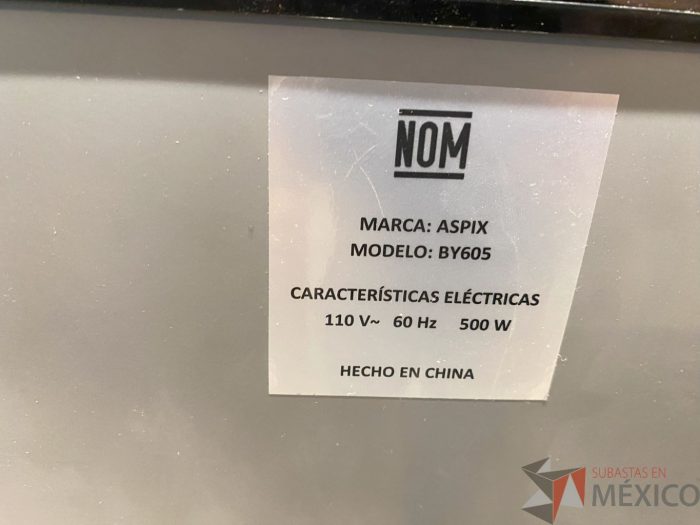 NOM
MARCA: ASPIX
MODELO: BY605
CARACTERÍSTICAS ELÉCTRICAS
110 V~ 60 Hz 500 W
HECHO EN CHINA
SUBASTAS EN
MÉXICO